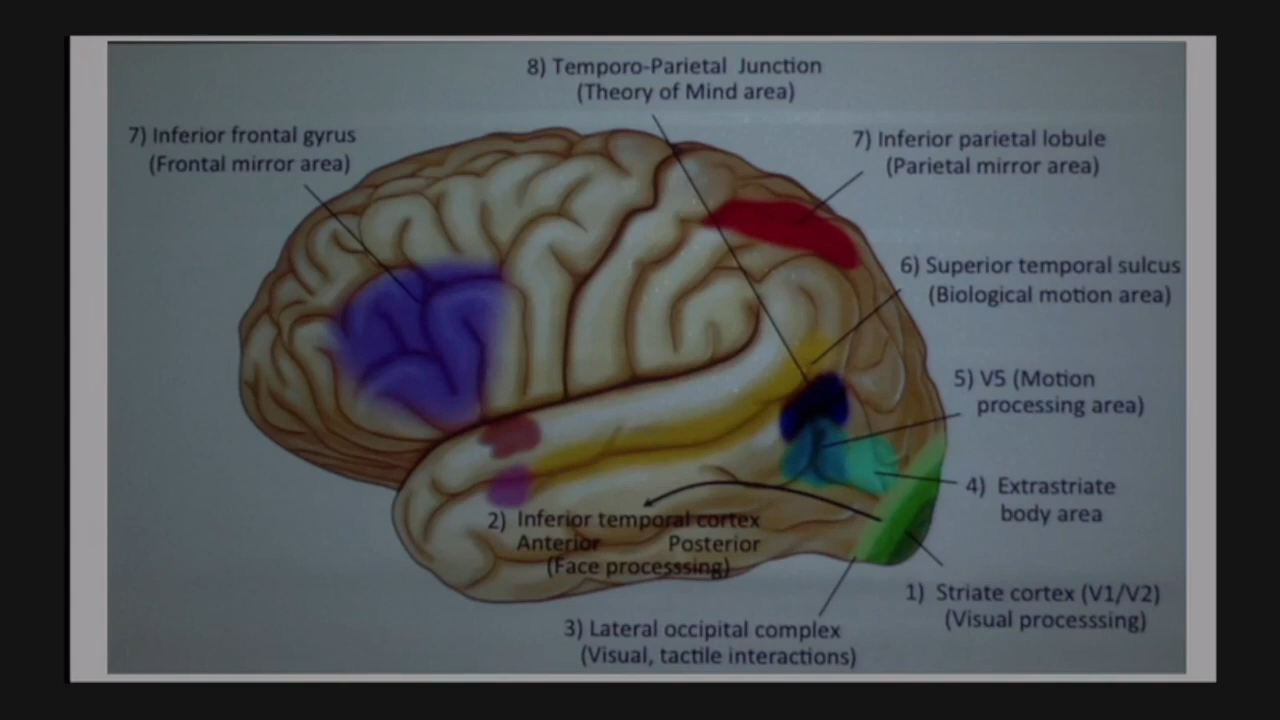 8) Temporo-Parietal Junction
(Theory of Mind area)
7) Inferior frontal gyrus
(Frontal mirror area)
7) Inferior parietal lobule
(Parietal mirror area)
6) Superior temporal sulcus
(Biological motion area)
5) V5 (Motion
processing area)
4) Extrastriate
body area
2) Inferior temporal cortex
Anterior Posterior
(Face processsing)
1) Striate cortex (V1/V2)
(Visual processsing)
3) Lateral occipital complex
(Visual, tactile interactions)